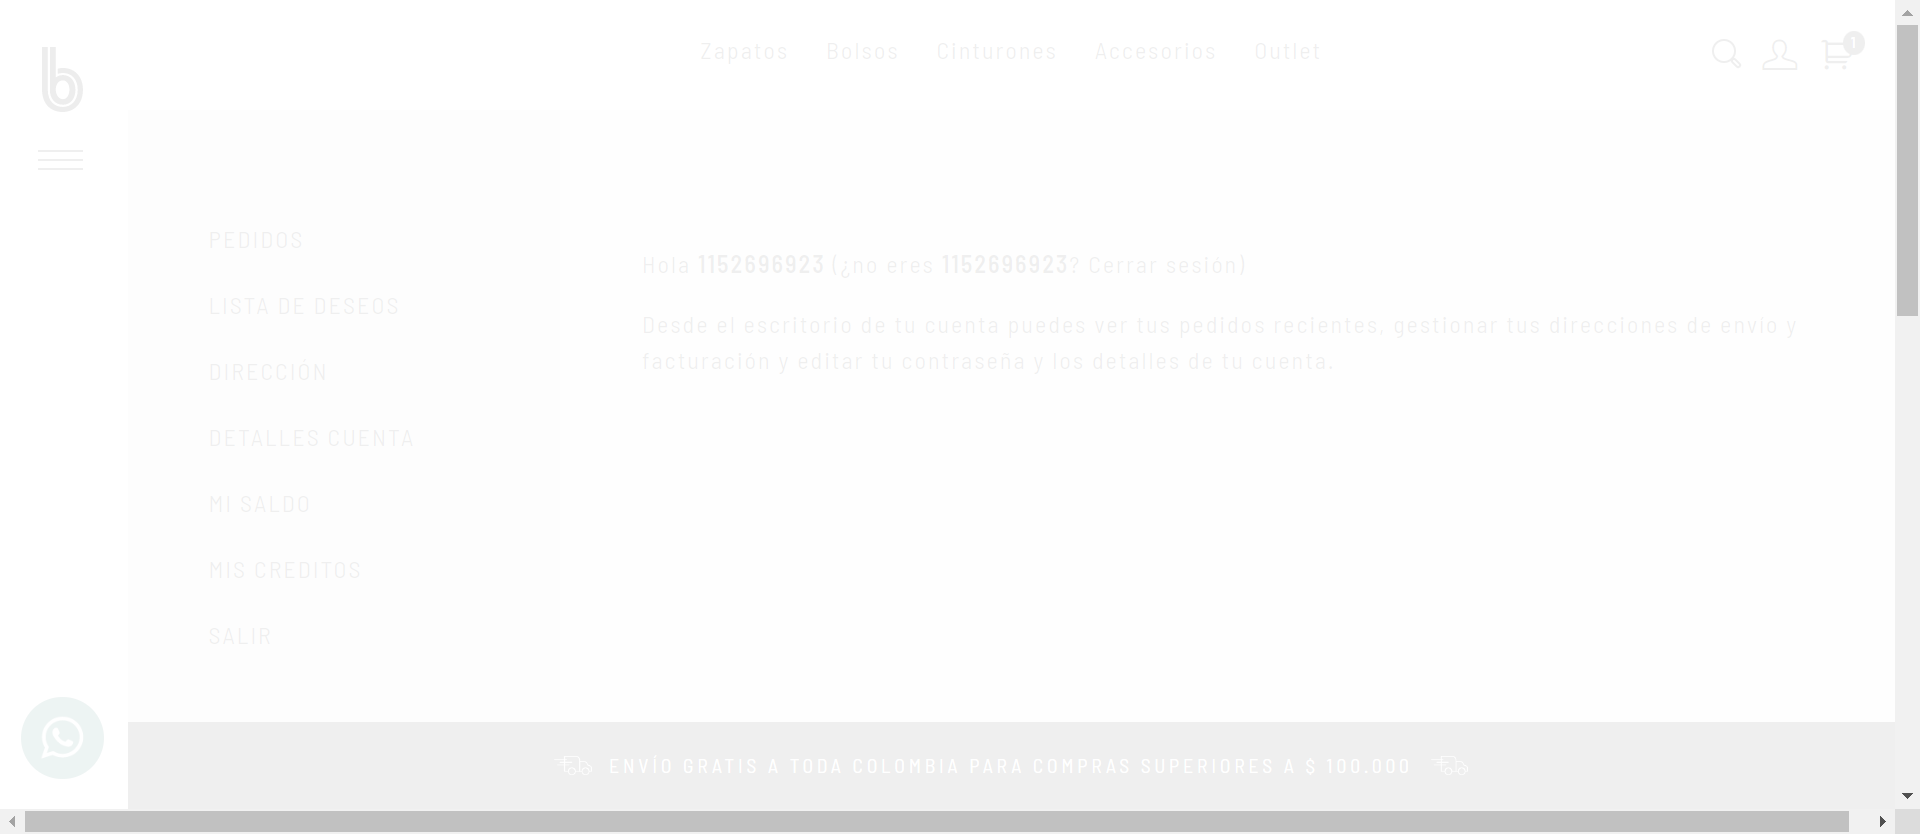 b
Zapatos Bolsos Cinturones Accesorios Outlet
1
PEDIDOS
LISTA DE DESEOS
DIRECCIÓN
DETALLES CUENTA
MI SALDO
MIS CREDITOS
SALIR
Hola 1152696923 (¿no eres 1152696923? Cerrar sesión)
Desde el escritorio de tu cuenta puedes ver tus pedidos recientes, gestionar tus direcciones de envío y
facturación y editar tu contraseña y los detalles de tu cuenta.
ENVÍO GRATIS A TODA COLOMBIA PARA COMPRAS SUPERIORES A $ 100.000